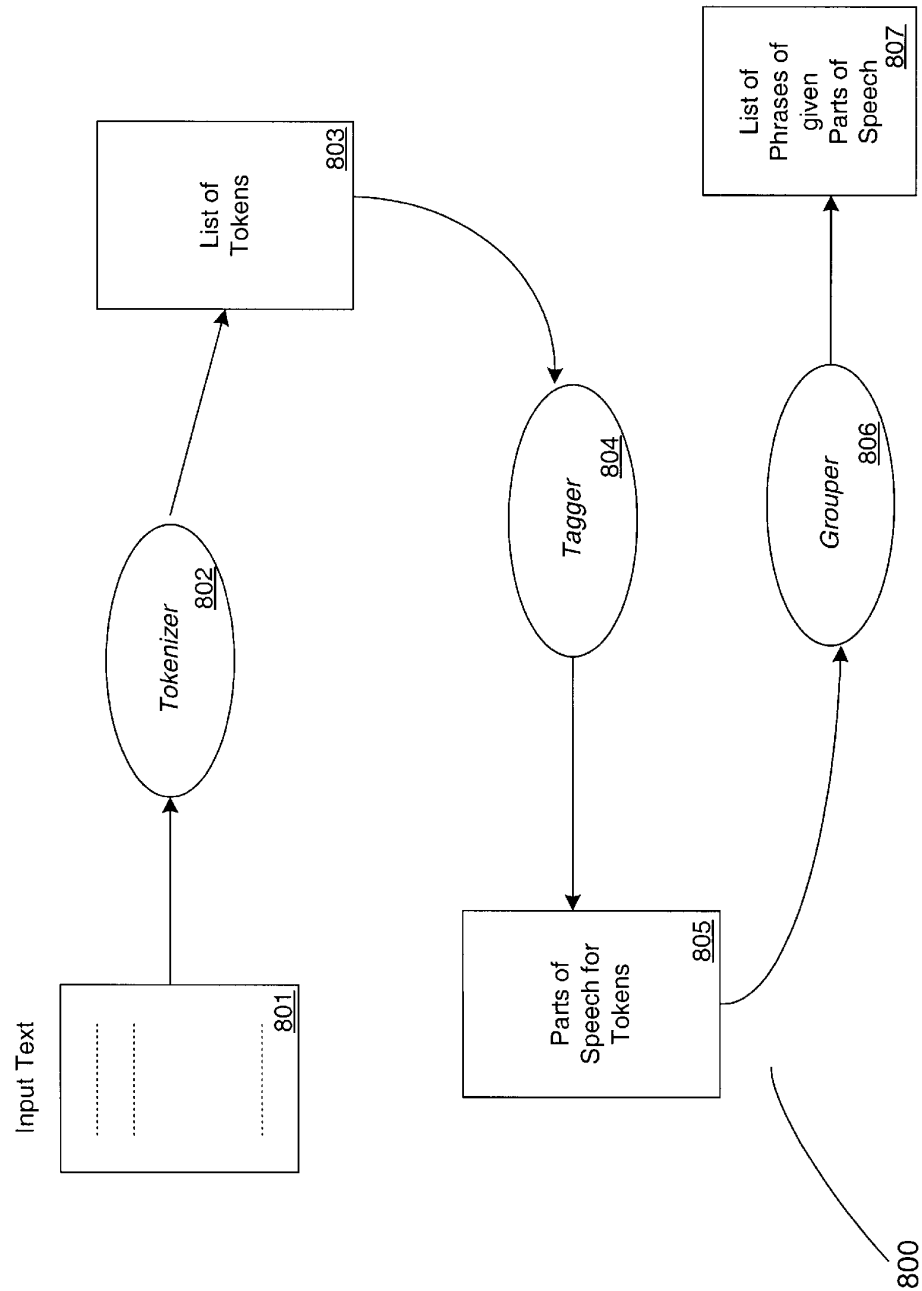 Input Text
801
Tokenizer
802
List of
Tokens
803
Tagger
804
Parts of
Speech for
Tokens
805
Grouper
806
List of
Phrases of
given
Parts of
Speech
807
800